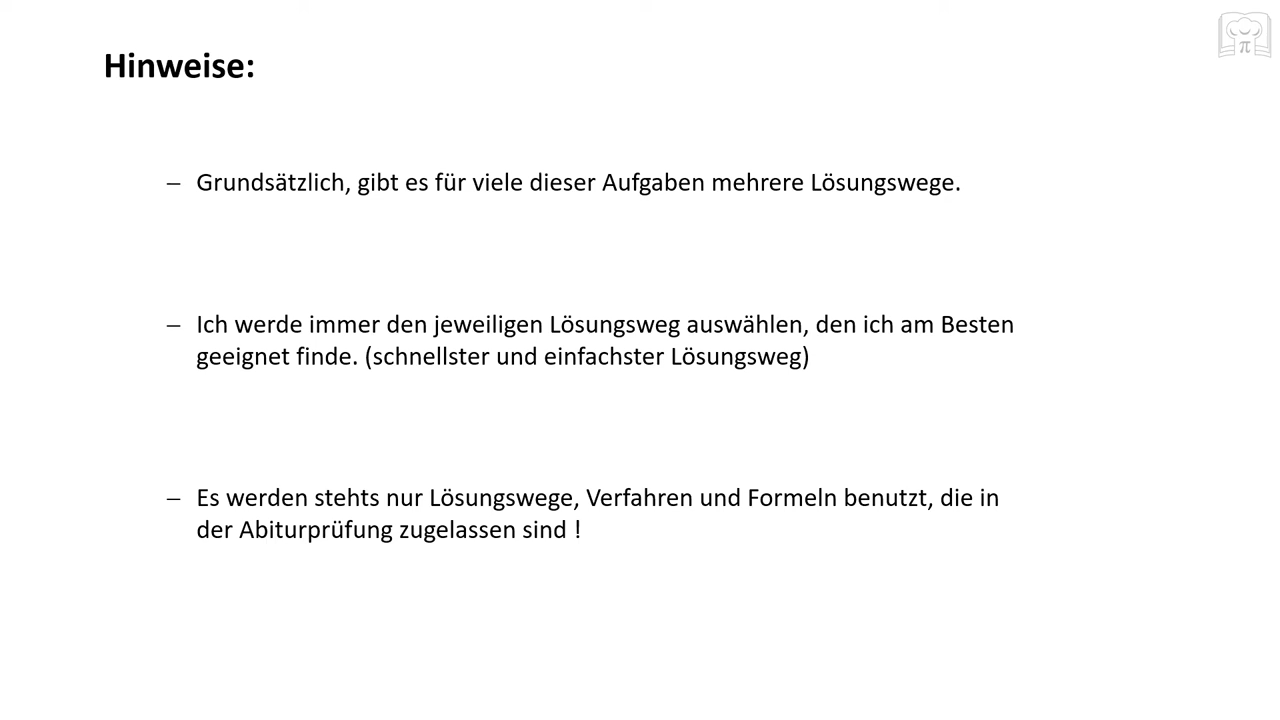 Hinweise:
– Grundsätzlich, gibt es für viele dieser Aufgaben mehrere Lösungswege.
– Ich werde immer den jeweiligen Lösungsweg auswählen, den ich am Besten
geeignet finde. (schnellster und einfachster Lösungsweg)
– Es werden stehts nur Lösungswege, Verfahren und Formeln benutzt, die in
der Abiturprüfung zugelassen sind !
π